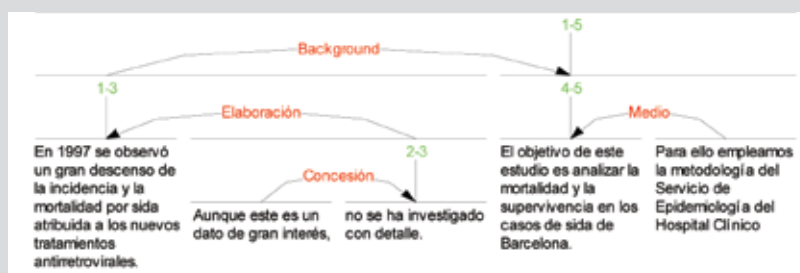 1-5
Background
1-3
4-5
Elaboración
Medio
En 1997 se observó
un gran descenso de
la incidencia y la
mortalidad por sida
atribuida a los nuevos
tratamientos
antirretrovirales.
2-3
Concesión
Aunque este es un
dato de gran interés,
no se ha investigado
con detalle.
El objetivo de este
estudio es analizar la
mortalidad y la
supervivencia en los
casos de sida de
Barcelona.
Para ello empleamos
la metodología del
Servicio de
Epidemiología del
Hospital Clínico